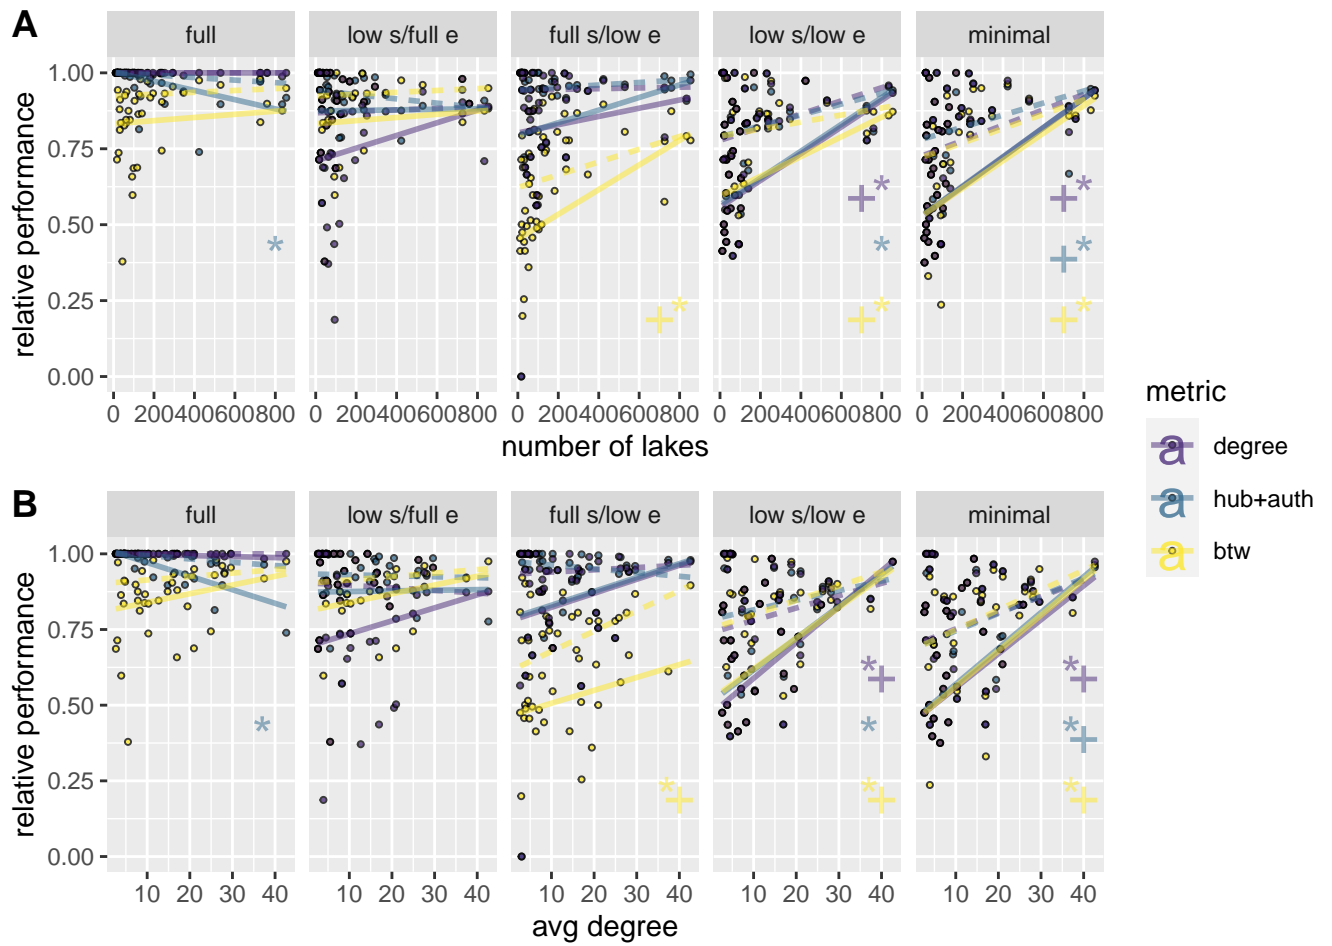 A
full
low s/full e
full s/low e
low s/low e
minimal
relative performance
1.00
0.75
0.50
0.25
0.00
* * * * * * * *
+ + + + + +
0 200400600800
0 200400600800
0 200400600800
0 200400600800
0 200400600800
number of lakes
metric
a degree
a hub+auth
a btw
B
full
low s/full e
full s/low e
low s/low e
minimal
relative performance
1.00
0.75
0.50
0.25
0.00
* * * * * * * *
+ + + + + +
10 20 30 40
10 20 30 40
10 20 30 40
10 20 30 40
10 20 30 40
avg degree